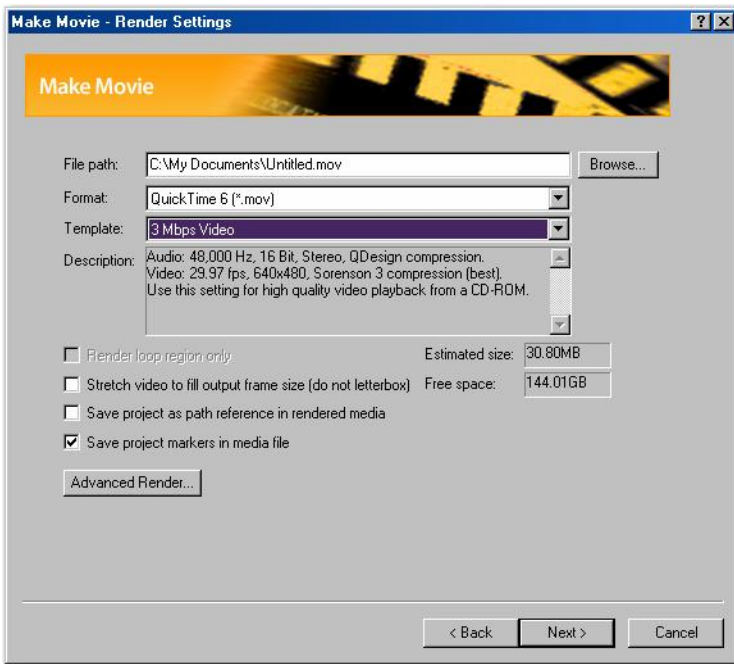 Make Movie - Render Settings
Make Movie
File path: C:\My Documents\Untitled.mov Browse...
Format: QuickTime 6 (*.mov)
Template: 3 Mbps Video
Description: Audio: 48,000 Hz, 16 Bit, Stereo, QDesign compression.
Video: 29.97 fps, 640x480, Sorenson 3 compression (best).
Use this setting for high quality video playback from a CD-ROM.
Render loop region only Estimated size: 30.80MB
Stretch video to fill output frame size (do not letterbox) Free space: 144.01GB
Save project as path reference in rendered media
Save project markers in media file
Advanced Render...
< Back Next > Cancel